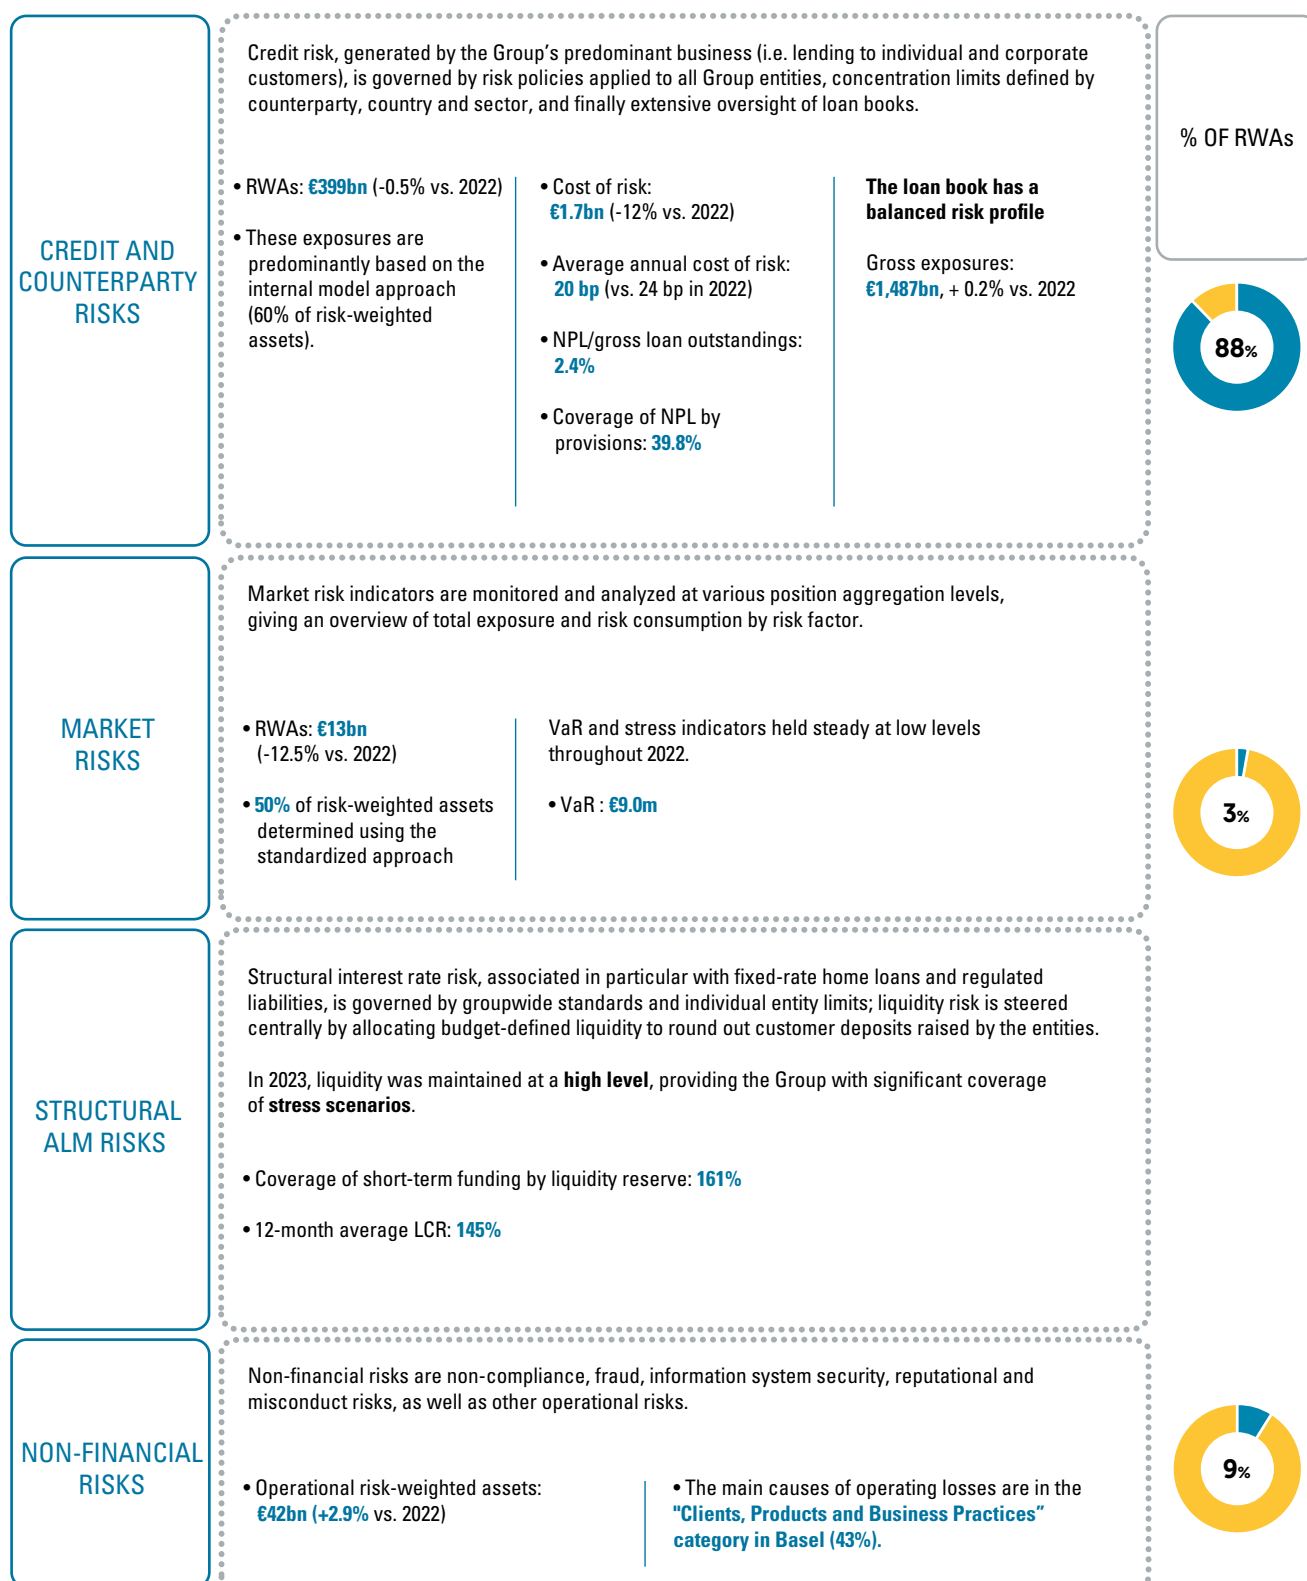 CREDIT AND
COUNTERPARTY
RISKS
Credit risk, generated by the Group’s predominant business (i.e. lending to individual and corporate
customers), is governed by risk policies applied to all Group entities, concentration limits defined by
counterparty, country and sector, and finally extensive oversight of loan books.
• RWAs: €399bn (-0.5% vs. 2022)
• These exposures are
predominantly based on the
internal model approach
(60% of risk-weighted
assets).
• Cost of risk:
€1.7bn (-12% vs. 2022)
• Average annual cost of risk:
20 bp (vs. 24 bp in 2022)
• NPL/gross loan outstandings:
2.4%
• Coverage of NPL by
provisions: 39.8%
The loan book has a
balanced risk profile
Gross exposures:
€1,487bn, + 0.2% vs. 2022
% OF RWAs
88%
MARKET
RISKS
Market risk indicators are monitored and analyzed at various position aggregation levels,
giving an overview of total exposure and risk consumption by risk factor.
• RWAs: €13bn
(-12.5% vs. 2022)
• 50% of risk-weighted assets
determined using the
standardized approach
VaR and stress indicators held steady at low levels
throughout 2022.
• VaR : €9.0m
3%
STRUCTURAL
ALM RISKS
Structural interest rate risk, associated in particular with fixed-rate home loans and regulated
liabilities, is governed by groupwide standards and individual entity limits; liquidity risk is steered
centrally by allocating budget-defined liquidity to round out customer deposits raised by the entities.
In 2023, liquidity was maintained at a high level, providing the Group with significant coverage
of stress scenarios.
• Coverage of short-term funding by liquidity reserve: 161%
• 12-month average LCR: 145%
NON-FINANCIAL
RISKS
Non-financial risks are non-compliance, fraud, information system security, reputational and
misconduct risks, as well as other operational risks.
• Operational risk-weighted assets:
€42bn (+2.9% vs. 2022)
• The main causes of operating losses are in the
"Clients, Products and Business Practices”
category in Basel (43%).
9%